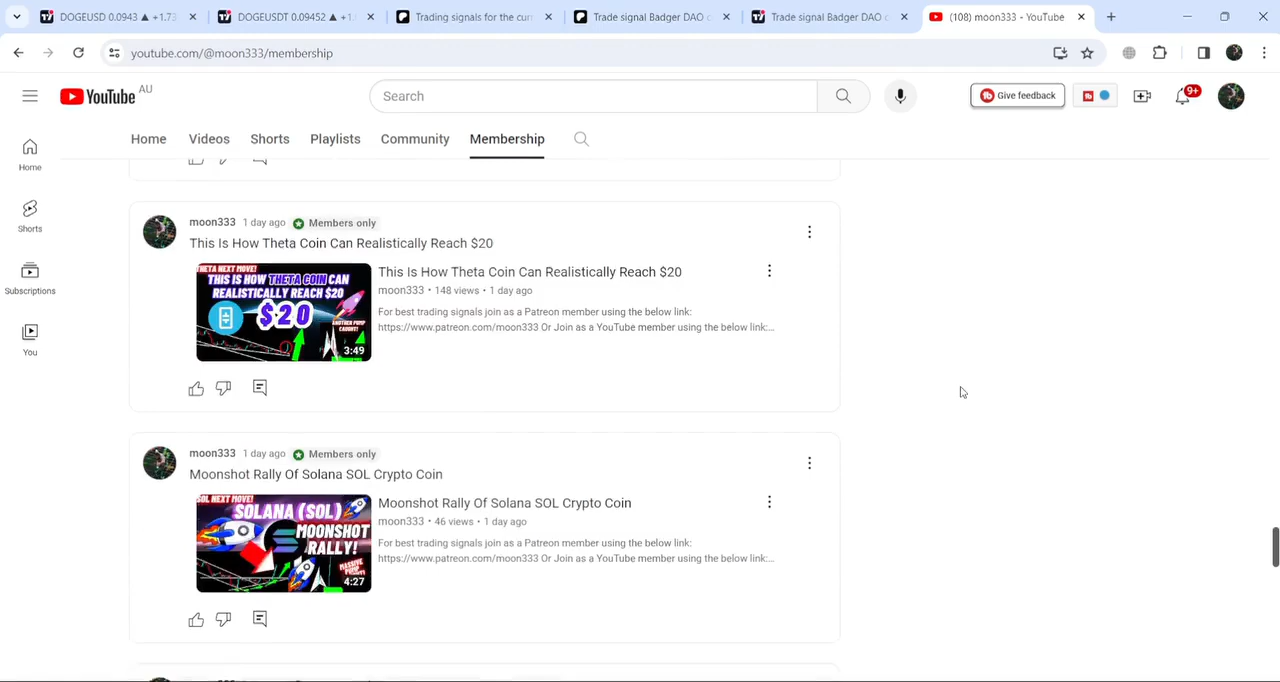 DOGEUSD 0.0943 ▲ +1.73
DOGEUSDT 0.09452 ▲ +1.
Trading signals for the curr
Trade signal Badger DAO c
Trade signal Badger DAO c
(108) moon333 - YouTube
youtube.com/@moon333/membership
YouTube AU
Search
Give feedback
9+
Home
Videos
Shorts
Playlists
Community
Membership
Home
Shorts
Subscriptions
You
moon333 1 day ago Members only
This Is How Theta Coin Can Realistically Reach $20
THETA NEXT MOVE!
THIS IS HOW THETA COIN CAN
REALISTICALLY REACH $20
$20
ANOTHER PUMP
CAUGHT!
3:49
This Is How Theta Coin Can Realistically Reach $20
moon333 • 148 views • 1 day ago
For best trading signals join as a Patreon member using the below link:
https://www.patreon.com/moon333 Or Join as a YouTube member using the below link:...
moon333 1 day ago Members only
Moonshot Rally Of Solana SOL Crypto Coin
SOL NEXT MOVE!
SOLANA (SOL)
MOONSHOT
RALLY!
MASSIVE
4:27
Moonshot Rally Of Solana SOL Crypto Coin
moon333 • 46 views • 1 day ago
For best trading signals join as a Patreon member using the below link:
https://www.patreon.com/moon333 Or Join as a YouTube member using the below link:...